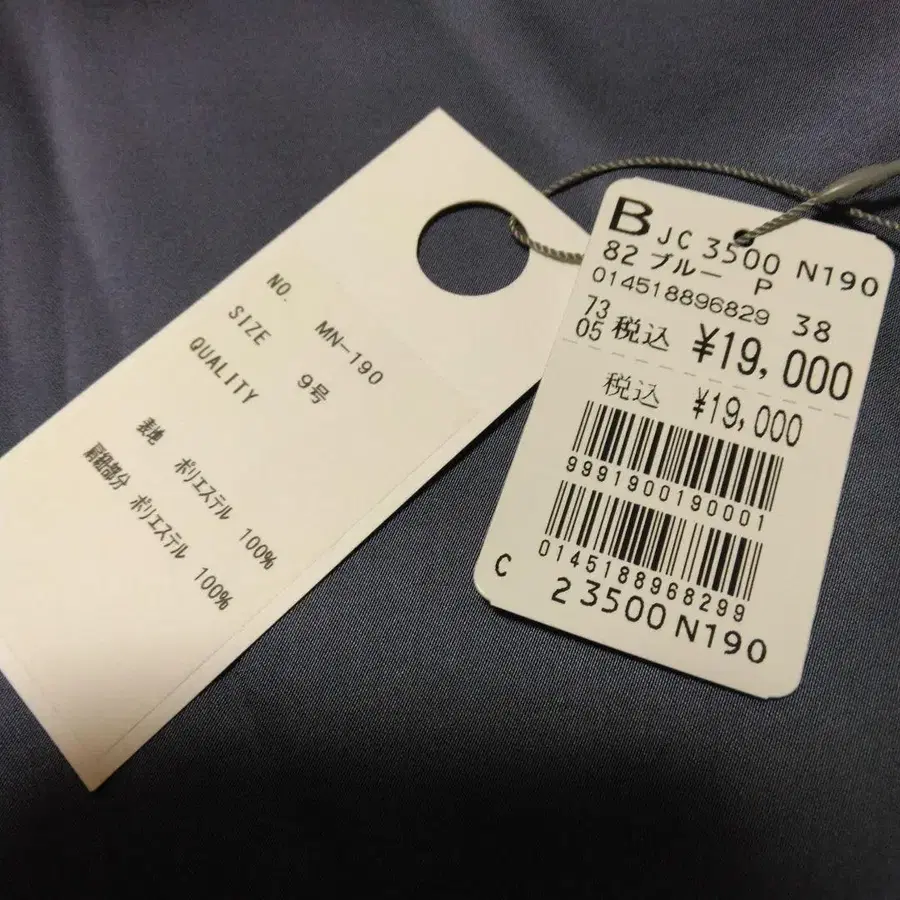 NO. MN-190
SIZE 9号
QUALITY
表地 ポリエステル 100%
肩紐部分 ポリエステル 100%
B JC 3500 N190
82 ブルー P
014518896829 38
73
05 税込 ¥19,000
税込 ¥19,000
9991900190001
0145188968299
C 23500 N190